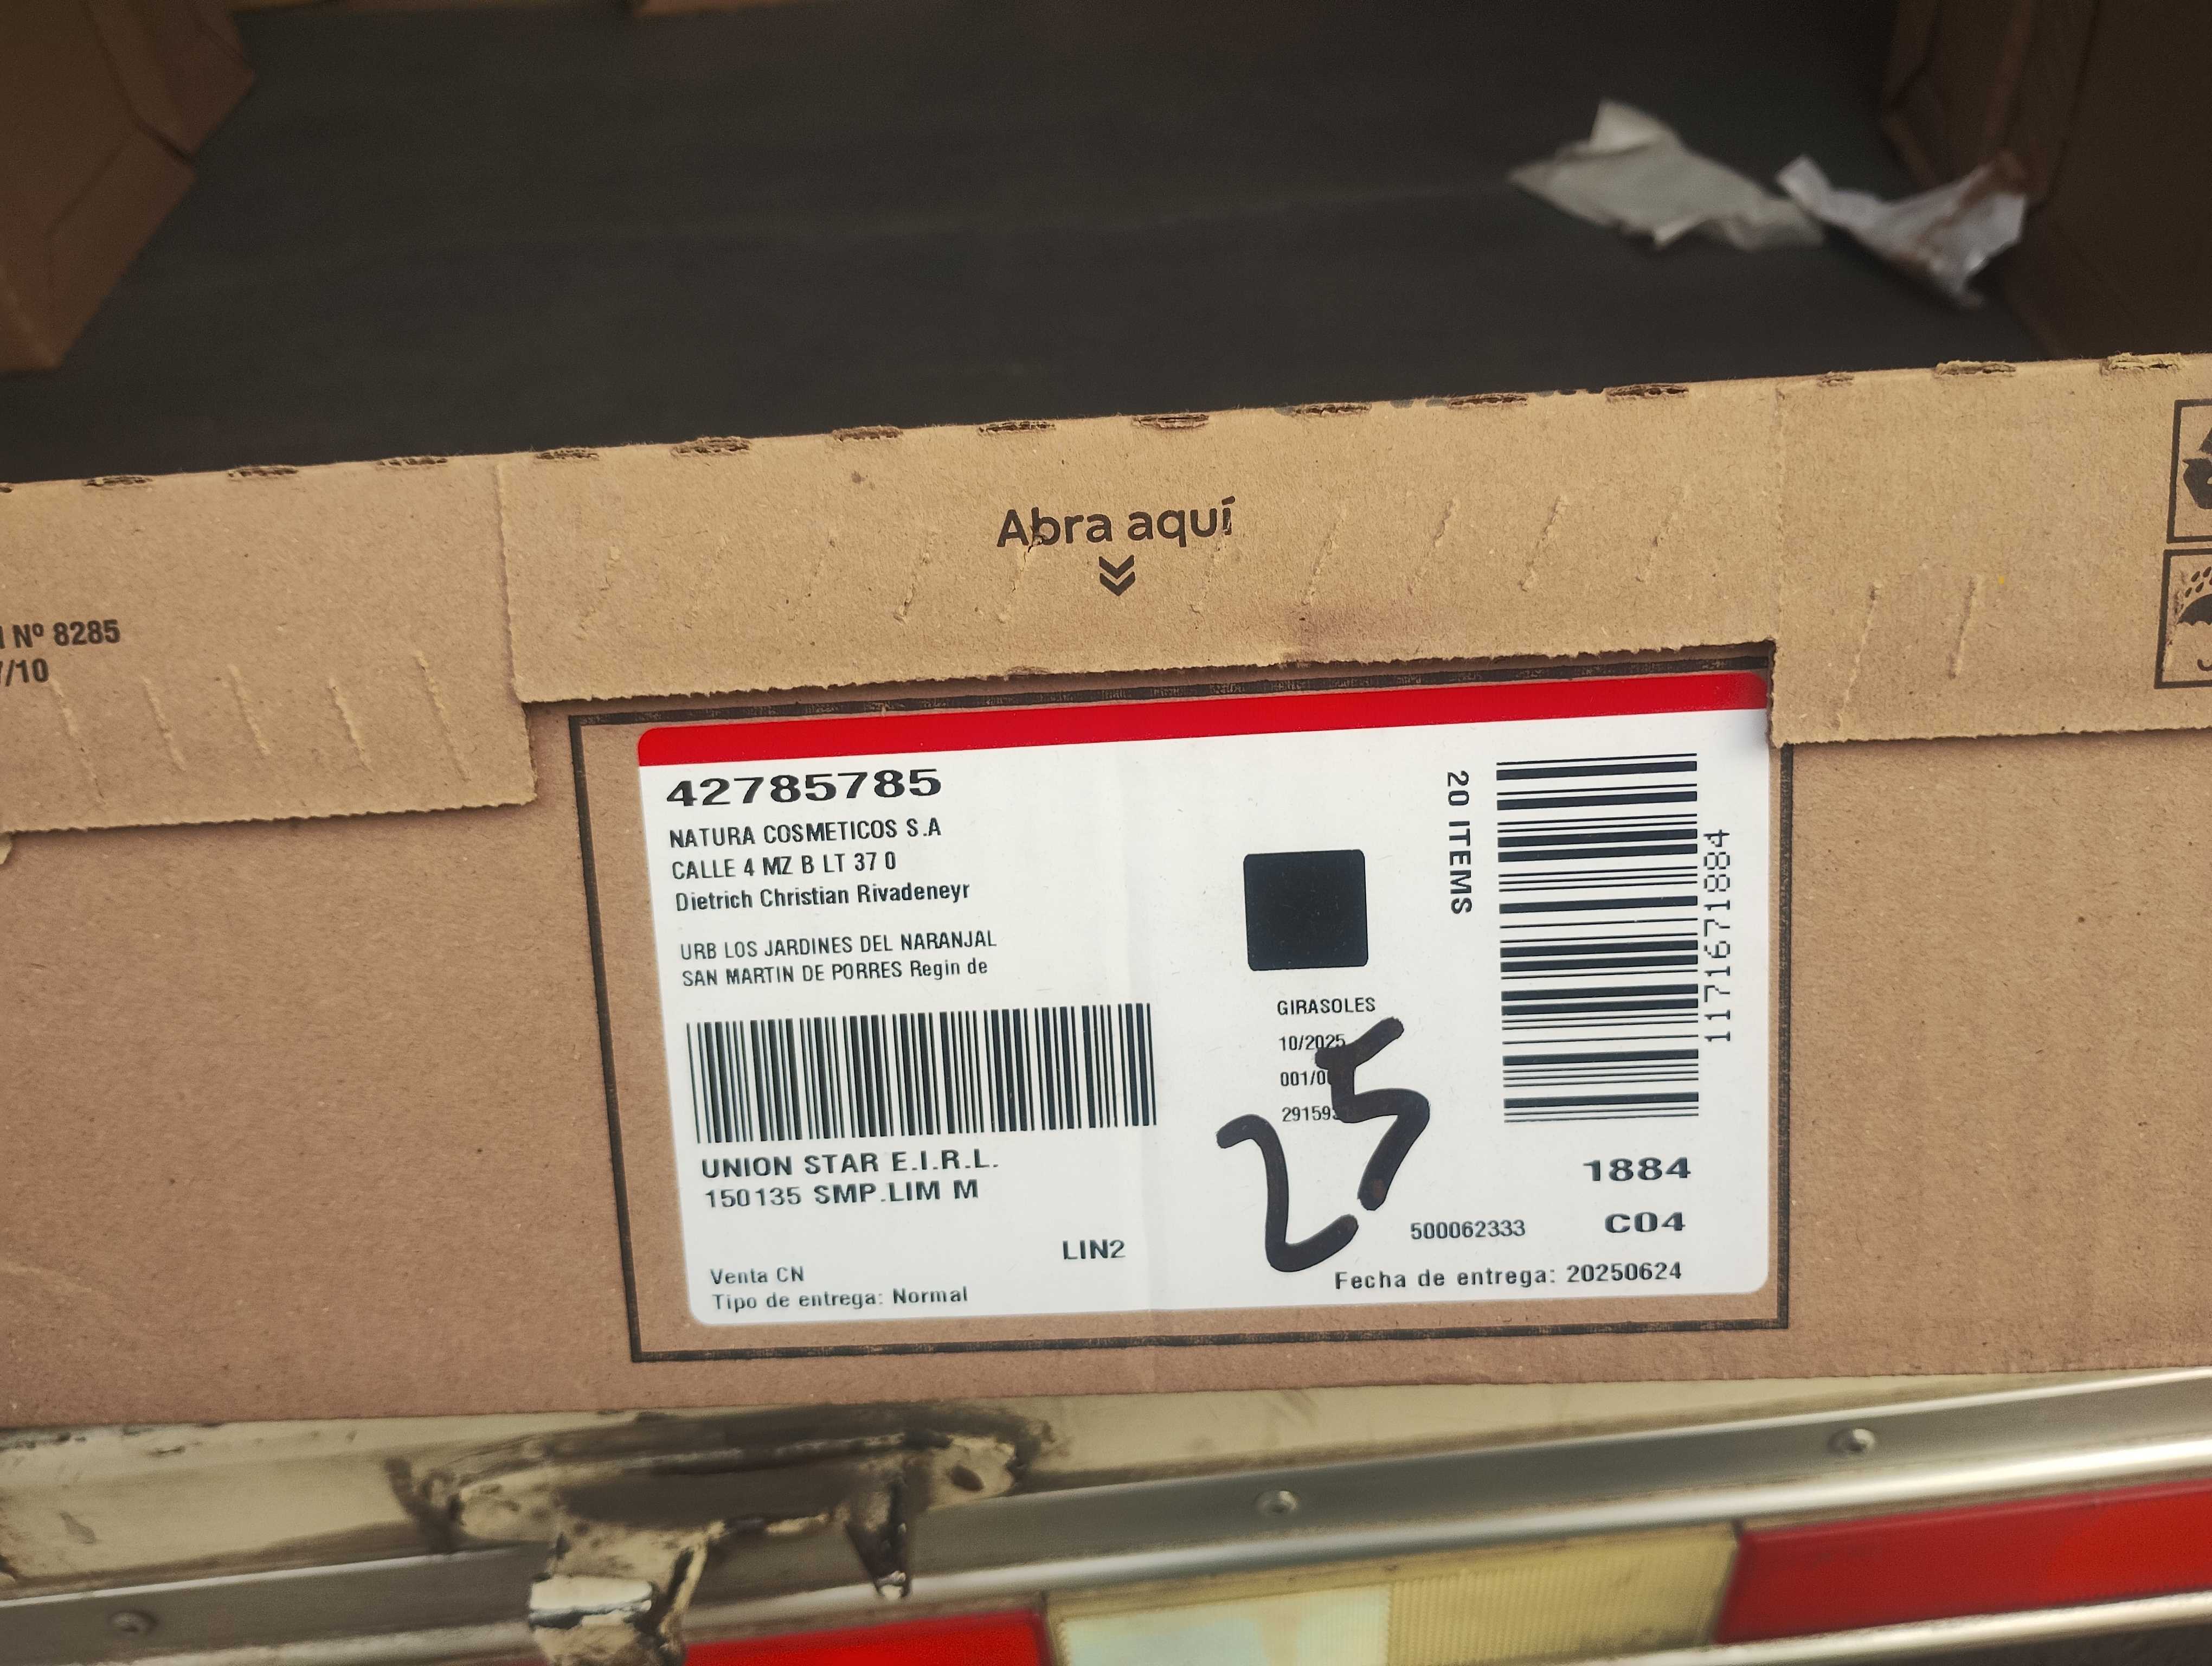 Abra aquí
Nº 8285
/10
42785785
NATURA COSMETICOS S.A
CALLE 4 MZ B LT 37 0
Dietrich Christian Rivadeneyr
URB LOS JARDINES DEL NARANJAL
SAN MARTIN DE PORRES Regin de
UNION STAR E.I.R.L.
150135 SMP.LIM M
LIN2
Venta CN
Tipo de entrega: Normal
GIRASOLES
10/2025
25
20 ITEMS
1171671884
1884
500062333
C04
Fecha de entrega: 20250624